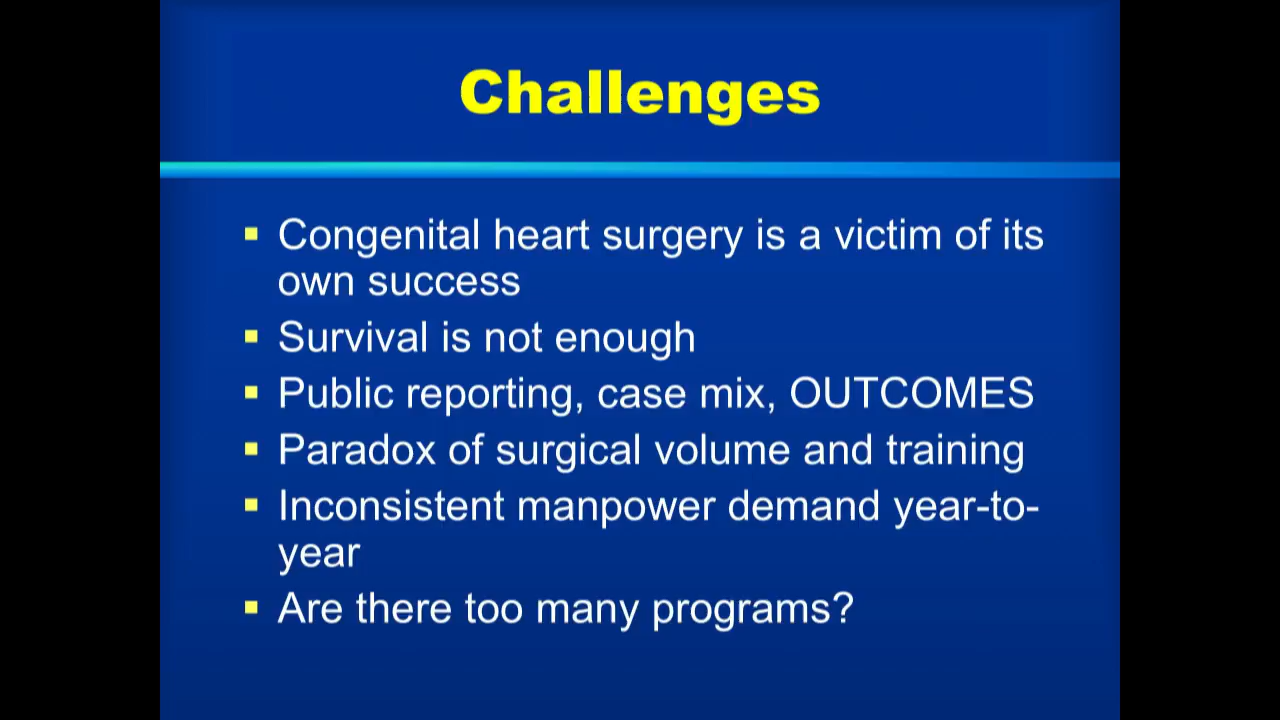 Challenges
Congenital heart surgery is a victim of its
own success
Survival is not enough
Public reporting, case mix, OUTCOMES
Paradox of surgical volume and training
Inconsistent manpower demand year-to-
year
Are there too many programs?